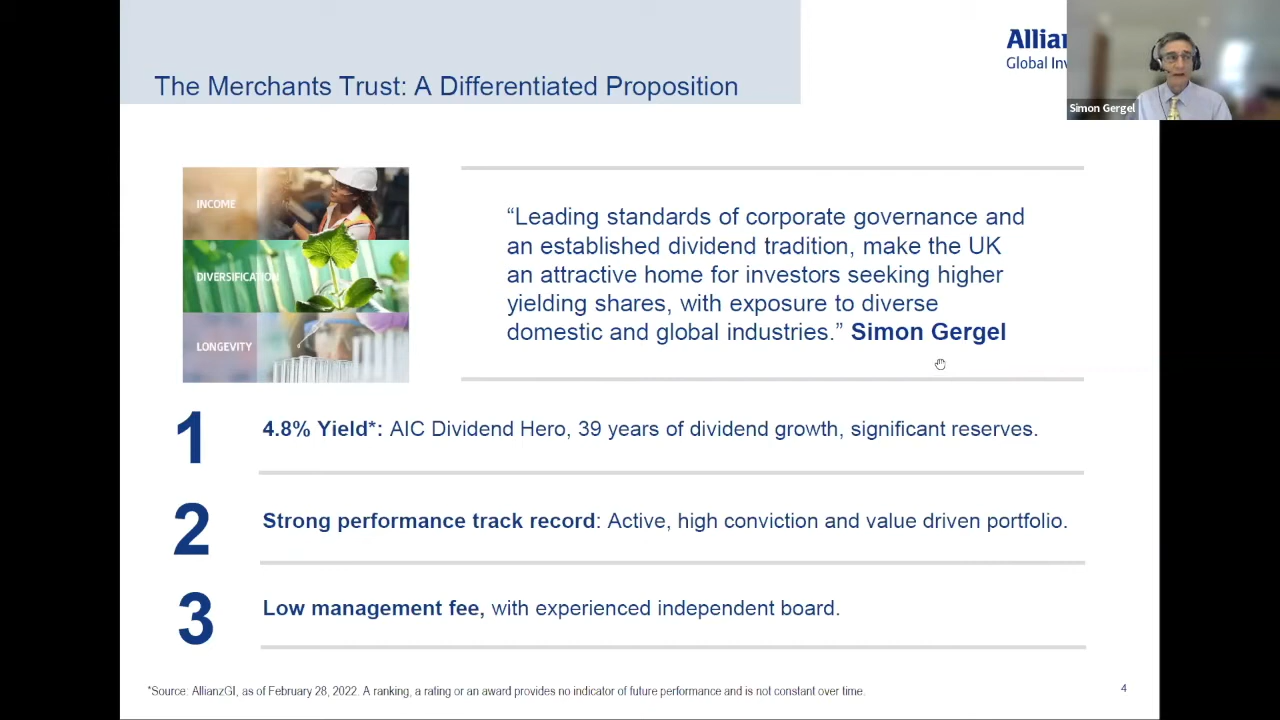 The Merchants Trust: A Differentiated Proposition
Allian
Global Inv
Simon Gergel
INCOME
DIVERSIFICATION
LONGEVITY
“Leading standards of corporate governance and
an established dividend tradition, make the UK
an attractive home for investors seeking higher
yielding shares, with exposure to diverse
domestic and global industries.” Simon Gergel
1
4.8% Yield*: AIC Dividend Hero, 39 years of dividend growth, significant reserves.
2
Strong performance track record: Active, high conviction and value driven portfolio.
3
Low management fee, with experienced independent board.
*Source: AllianzGI, as of February 28, 2022. A ranking, a rating or an award provides no indicator of future performance and is not constant over time.
4